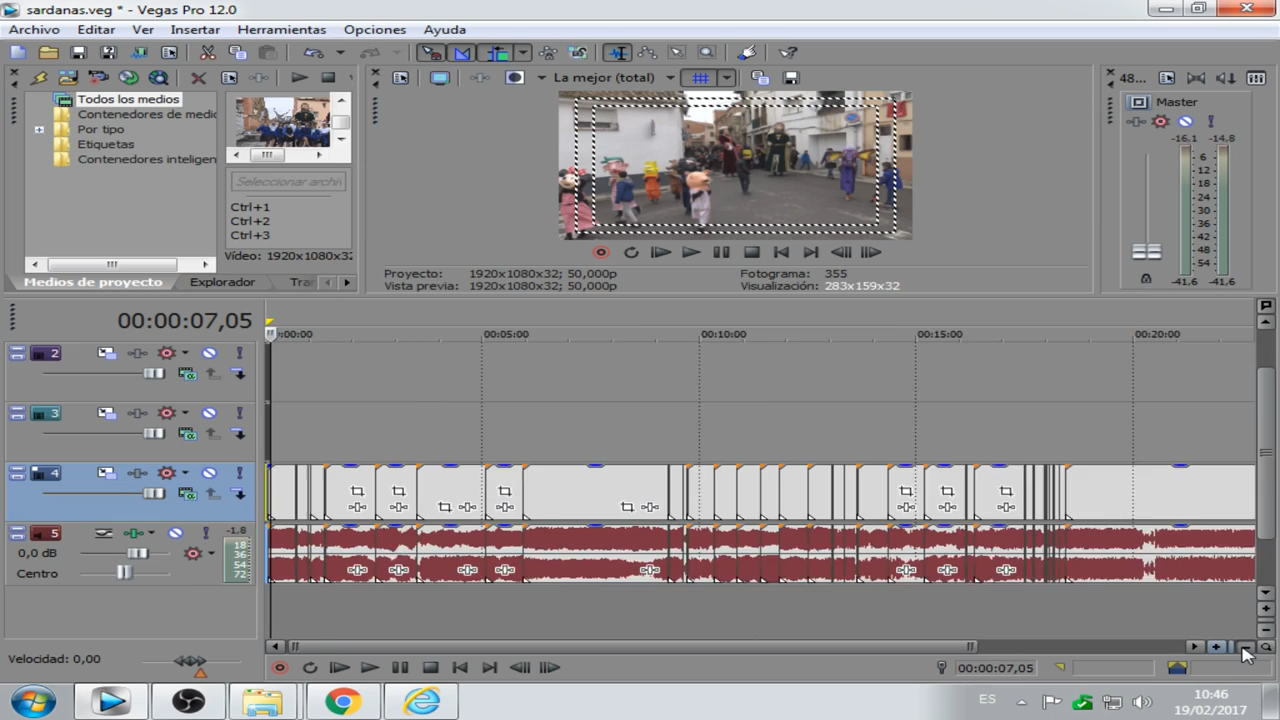 sardanas.veg * - Vegas Pro 12.0
Archivo Editar Ver Insertar Herramientas Opciones Ayuda
Todos los medios
Contenedores de medic
Por tipo
Etiquetas
Contenedores inteligen
Seleccionar archi
Ctrl+1
Ctrl+2
Ctrl+3
Vídeo: 1920x1080x32
Medios de proyecto Explorador Tra
La mejor (total)
Proyecto: 1920x1080x32; 50,000p
Vista previa: 1920x1080x32; 50,000p
Fotograma: 355
Visualización: 283x159x32
48...
Master
-16.1 -14.8
6
12
18
24
30
36
42
48
54
-41,6 -41,6
00:00:07,05
:00:00 00:05:00 00:10:00 00:15:00 00:20:00
2
3
4
5
-1.8
0,0 dB
18
36
54
72
Centro
Velocidad: 0,00
00:00:07,05
ES
10:46
19/02/2017